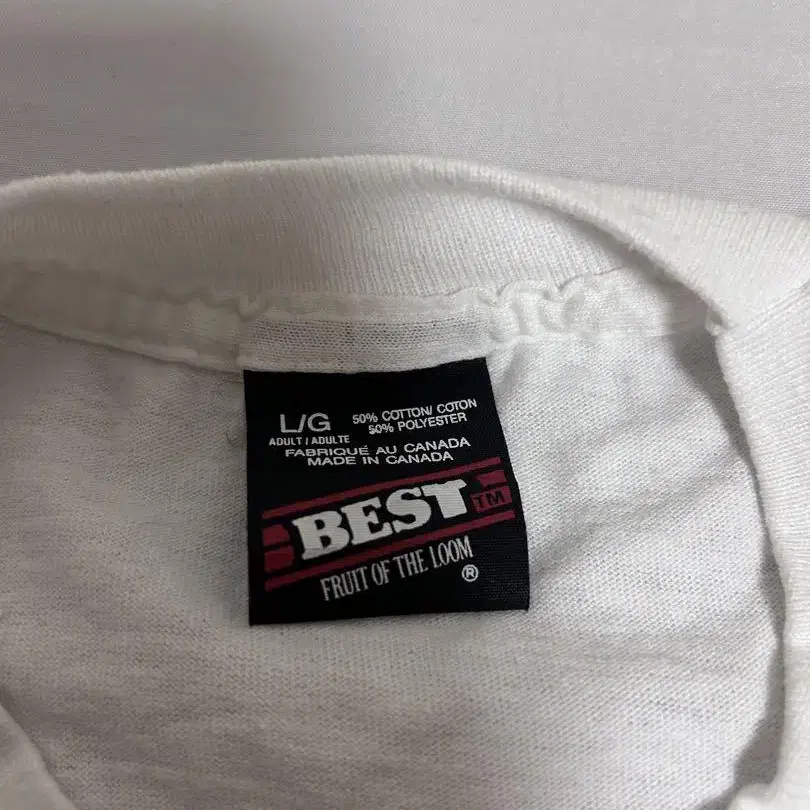 L/G 50% COTTON/ COTON
ADULT / ADULTE 50% POLYESTER
FABRIQUÉ AU CANADA
MADE IN CANADA
BEST TM
FRUIT OF THE LOOM
®